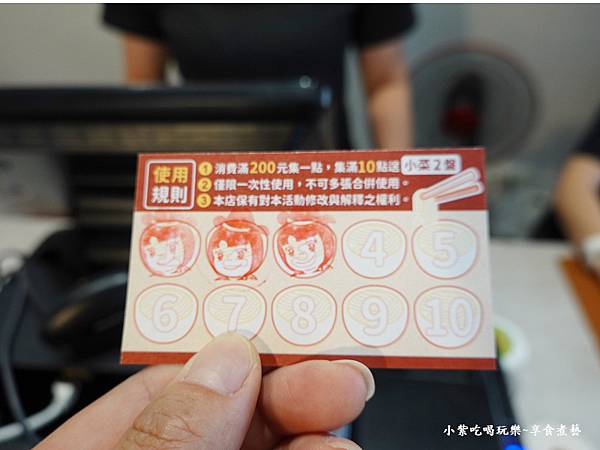 使用規則
1 消費滿200元集一點，集滿10點送 小菜2盤
2 僅限一次性使用，不可多張合併使用。
3 本店保有對本活動修改與解釋之權利。
4 5
6 7 8 9 10
小紫吃喝玩樂~享食煮藝